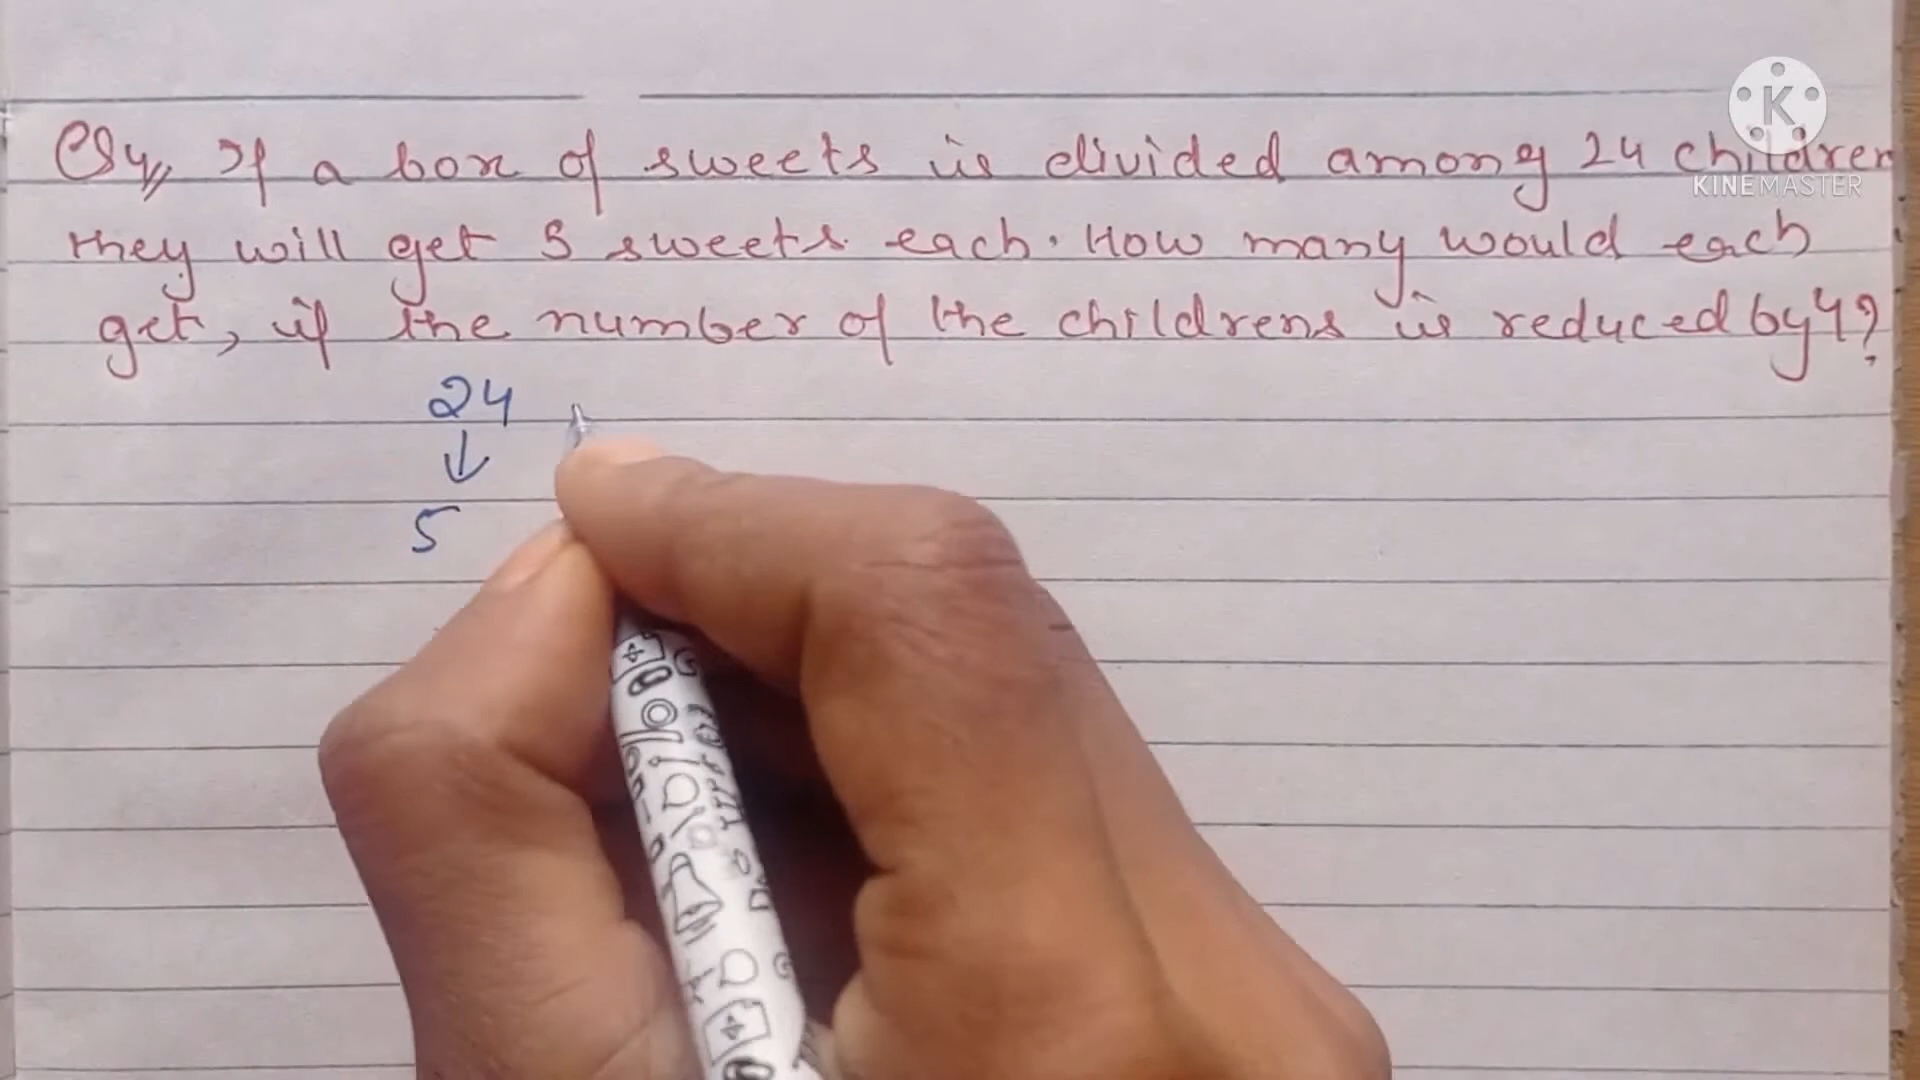 Q4,, If a box of sweets is divided among 24 children
they will get 5 sweets each. How many would each
get, if the number of the childrens is reduced by 4?
24
↓
5
K
KINEMASTER